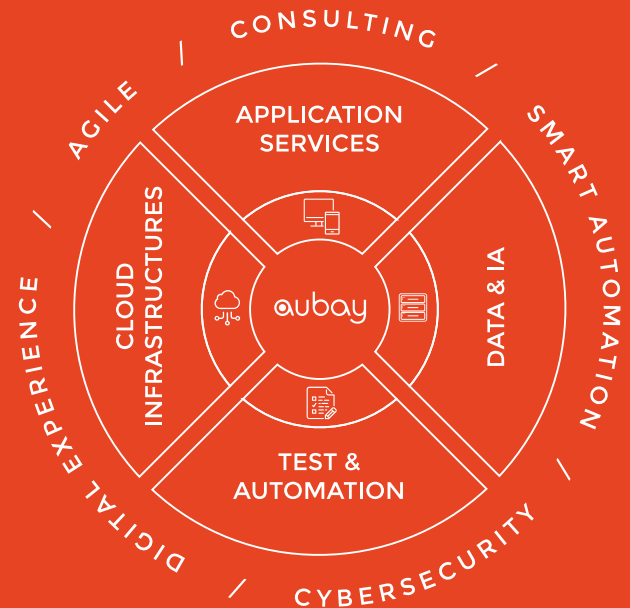 CONSULTING
/
SMART AUTOMATION
/
CYBERSECURITY
/
DIGITAL EXPERIENCE
/
AGILE
/
APPLICATION
SERVICES
DATA & IA
TEST &
AUTOMATION
CLOUD
INFRASTRUCTURES
aubay